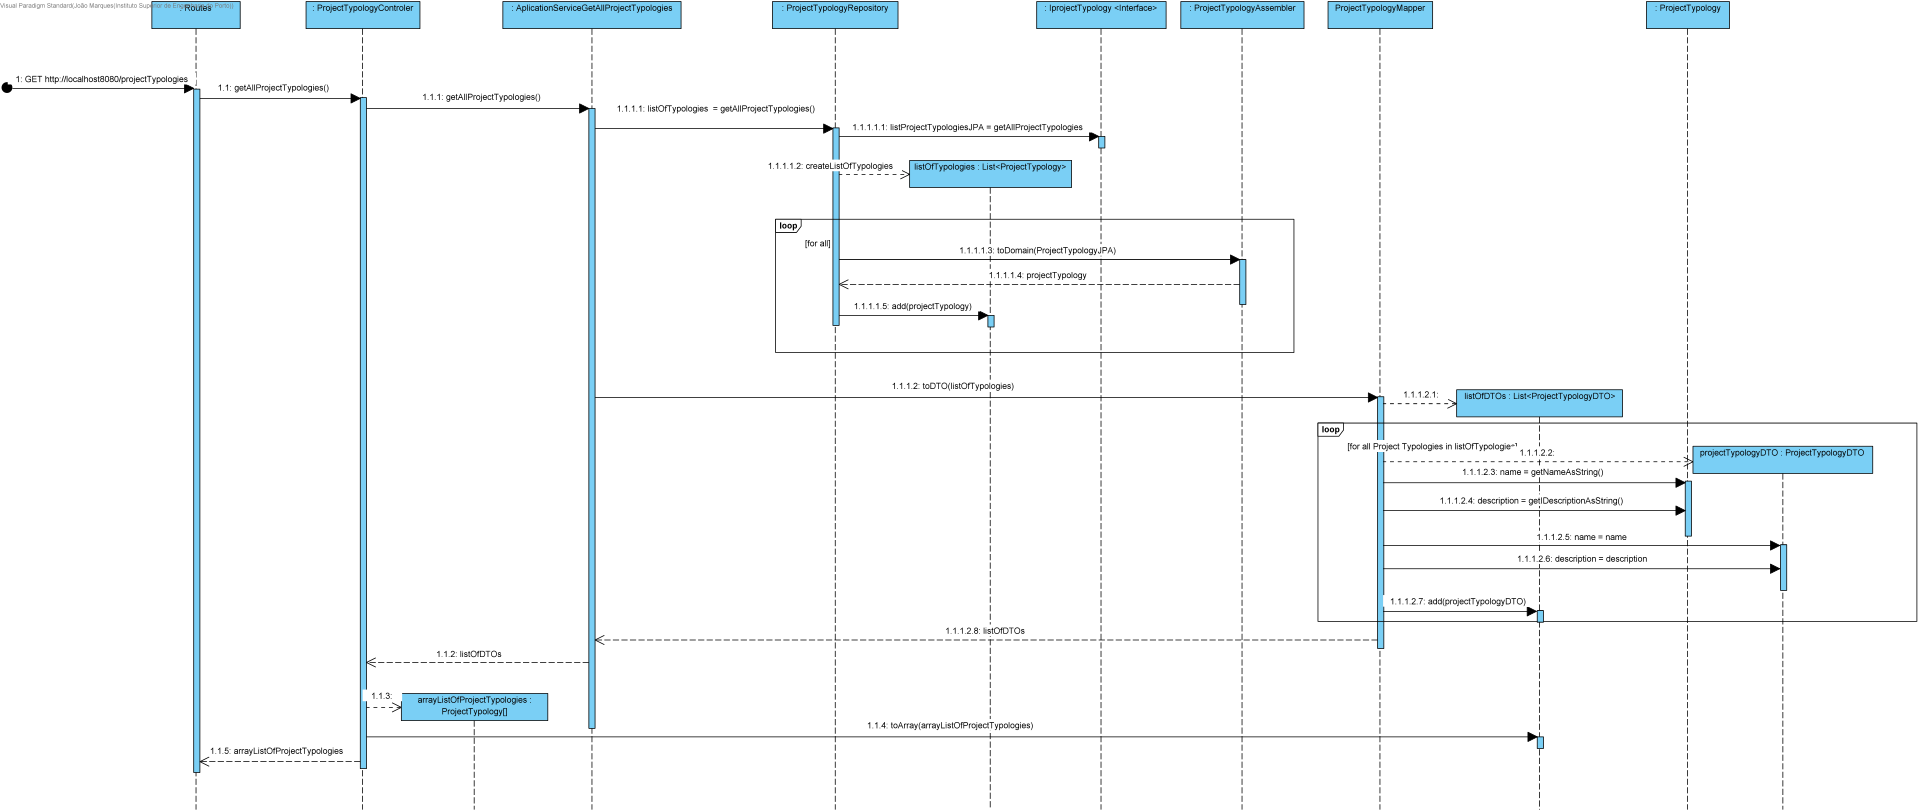 Visual Paradigm Standard(João Marques(Instituto Superior de Engenharia do Porto))
: Routes
: ProjectTypologyControler
: AplicationServiceGetAllProjectTypologies
: ProjectTypologyRepository
: IprojectTypology <Interface>
: ProjectTypologyAssembler
ProjectTypologyMapper
: ProjectTypology
1: GET http://localhost8080/projectTypologies
1.1: getAllProjectTypologies()
1.1.1: getAllProjectTypologies()
1.1.1.1: listOfTypologies = getAllProjectTypologies()
1.1.1.1.1: listProjectTypologiesJPA = getAllProjectTypologies
1.1.1.1.2: createListOfTypologies
listOfTypologies : List<ProjectTypology>
loop
[for all]
1.1.1.1.3: toDomain(ProjectTypologyJPA)
1.1.1.1.4: projectTypology
1.1.1.1.5: add(projectTypology)
1.1.1.2: toDTO(listOfTypologies)
1.1.1.2.1:
listOfDTOs : List<ProjectTypologyDTO>
loop
[for all Project Typologies in listOfTypologies]
1.1.1.2.2:
projectTypologyDTO : ProjectTypologyDTO
1.1.1.2.3: name = getNameAsString()
1.1.1.2.4: description = getIDescriptionAsString()
1.1.1.2.5: name = name
1.1.1.2.6: description = description
1.1.1.2.7: add(projectTypologyDTO)
1.1.1.2.8: listOfDTOs
1.1.2: listOfDTOs
1.1.3:
arrayListOfProjectTypologies :
ProjectTypology[]
1.1.4: toArray(arrayListOfProjectTypologies)
1.1.5: arrayListOfProjectTypologies